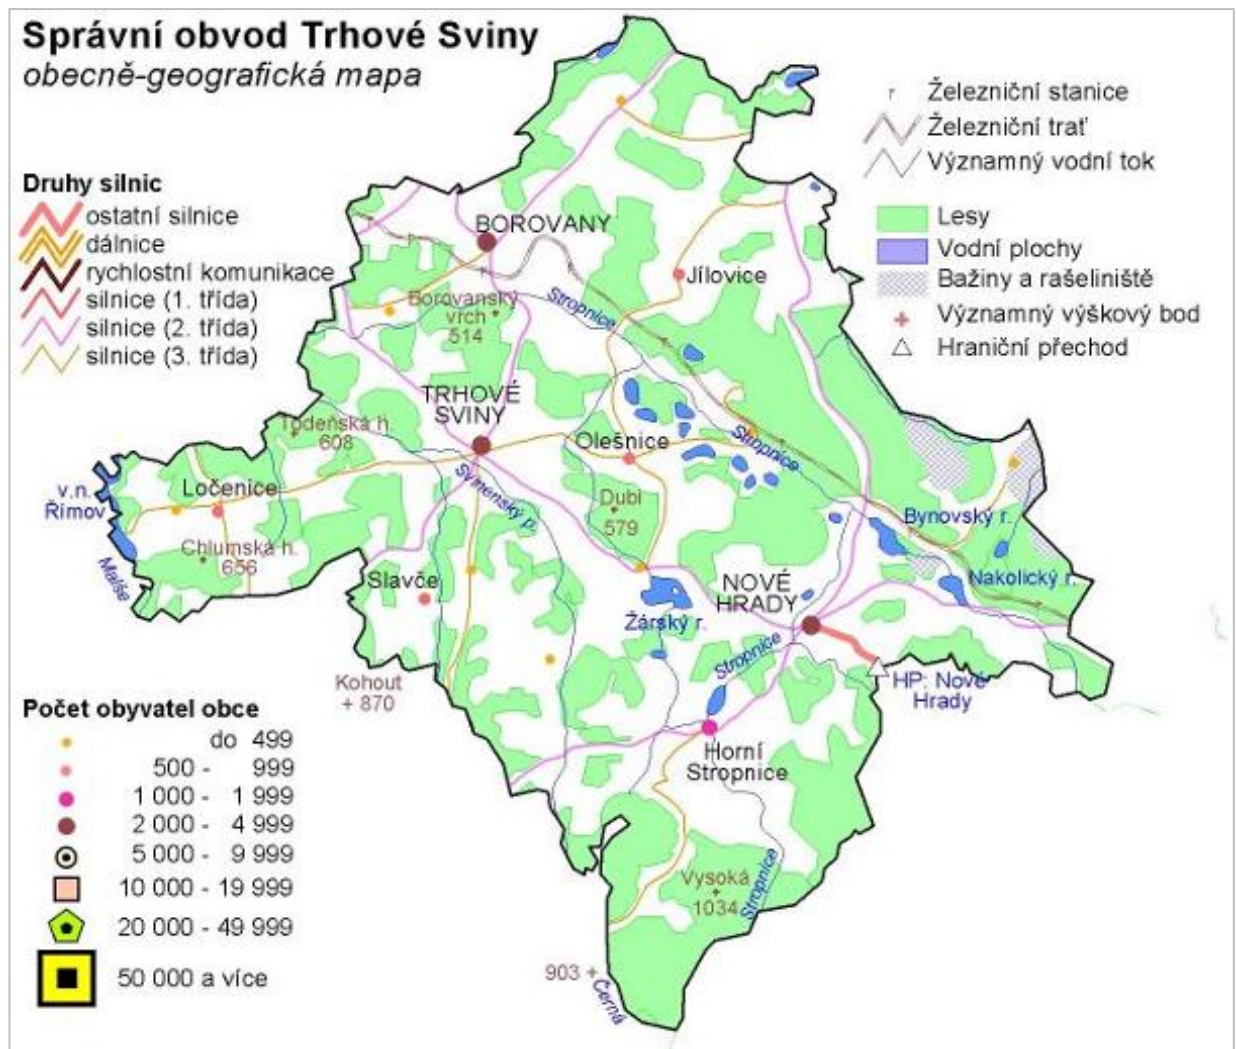 Správní obvod Trhové Sviny
obecně-geografická mapa
Železniční stanice
Železniční trať
Významný vodní tok
Lesy
Vodní plochy
Bažiny a rašeliniště
Významný výškový bod
Hraniční přechod
Druhy silnic
ostatní silnice
dálnice
rychlostní komunikace
silnice (1. třída)
silnice (2. třída)
silnice (3. třída)
BOROVANY
Jílovice
Borovanský
vrch
514
Stropnice
TRHOVÉ
SVINY
Todeňská h.
608
Olešnice
Stropnice
Svinenský p.
Ločenice
v.n.
Římov
Dubí
579
Bynovský r.
Chlumská h.
656
Malše
Slavče
NOVÉ
HRADY
Nakolický r.
Žárský r.
Stropnice
Kohout
+ 870
HP: Nové
Hrady
Horní
Stropnice
Vysoká
1034
Stropnice
903 +
Černá
Počet obyvatel obce
do 499
500 - 999
1 000 - 1 999
2 000 - 4 999
5 000 - 9 999
10 000 - 19 999
20 000 - 49 999
50 000 a více